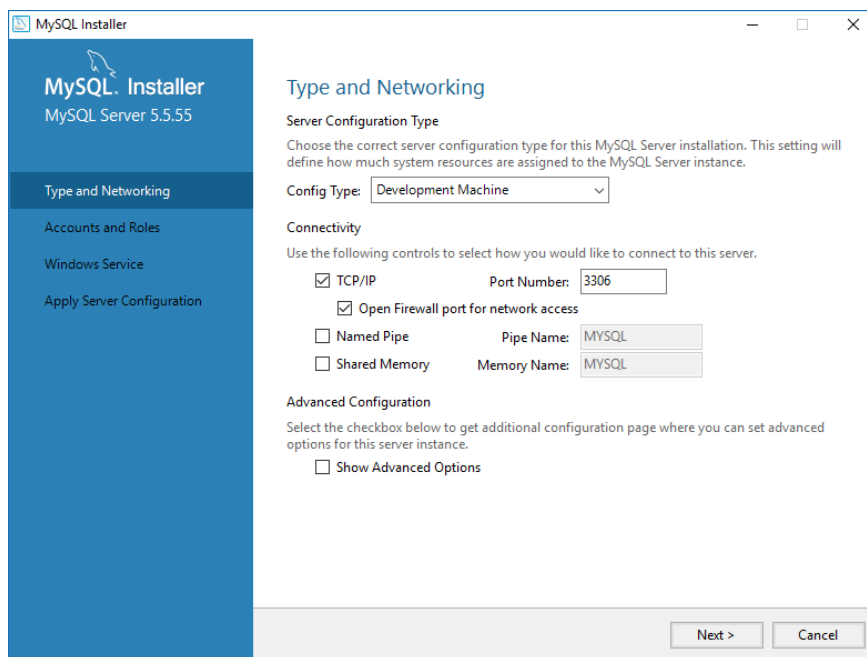 MySQL Installer
MySQL. Installer
MySQL Server 5.5.55
Type and Networking
Accounts and Roles
Windows Service
Apply Server Configuration
Type and Networking
Server Configuration Type
Choose the correct server configuration type for this MySQL Server installation. This setting will
define how much system resources are assigned to the MySQL Server instance.
Config Type: Development Machine
Connectivity
Use the following controls to select how you would like to connect to this server.
TCP/IP Port Number: 3306
Open Firewall port for network access
Named Pipe Pipe Name: MYSQL
Shared Memory Memory Name: MYSQL
Advanced Configuration
Select the checkbox below to get additional configuration page where you can set advanced
options for this server instance.
Show Advanced Options
Next > Cancel